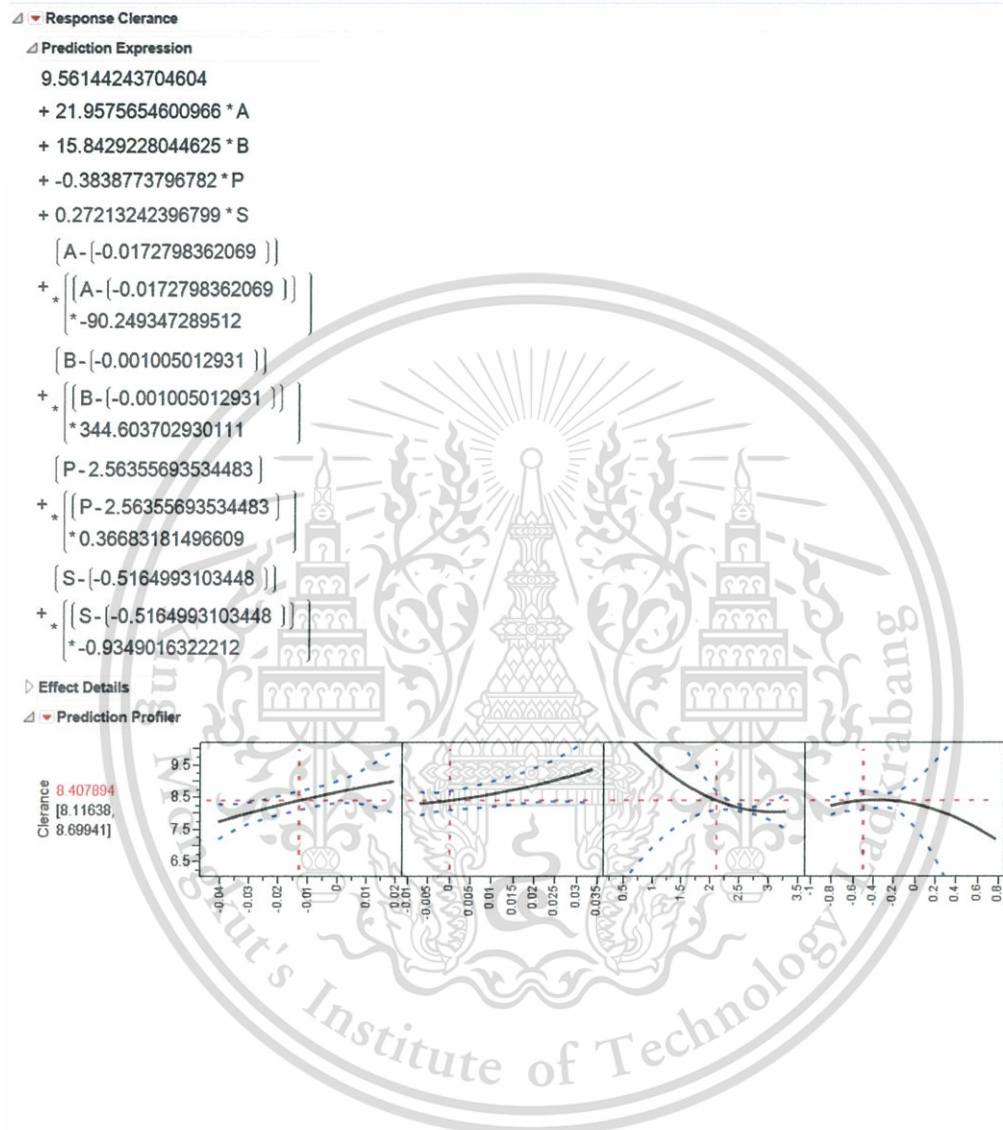 Response Clerance
Prediction Expression
9.56144243704604
+ 21.9575654600966 * A
+ 15.8429228044625 * B
+ -0.3838773796782 * P
+ 0.27213242396799 * S
[A-(-0.0172798362069 )]
+ * [[A-(-0.0172798362069 )]
* -90.249347289512]
[B-(-0.001005012931 )]
+ * [[B-(-0.001005012931 )]
* 344.603702930111]
[P-2.56355693534483]
+ * [[P-2.56355693534483]
* 0.36683181496609]
[S-(-0.5164993103448 )]
+ * [[S-(-0.5164993103448 )]
* -0.9349016322212]
Effect Details
Prediction Profiler
Clerance
8.407894
[8.11638,
8.69941]
9.5
8.5
7.5
6.5
-0.04 -0.03 -0.02 -0.01 0 0.01 0.02
-0.01 -0.005 0 0.005 0.01 0.015 0.02 0.025 0.03 0.035
0.5 1 1.5 2 2.5 3 3.5
-1 -0.8 -0.6 -0.4 -0.2 0 0.2 0.4 0.6 0.8
King Mongkut's Institute of Technology Ladkrabang